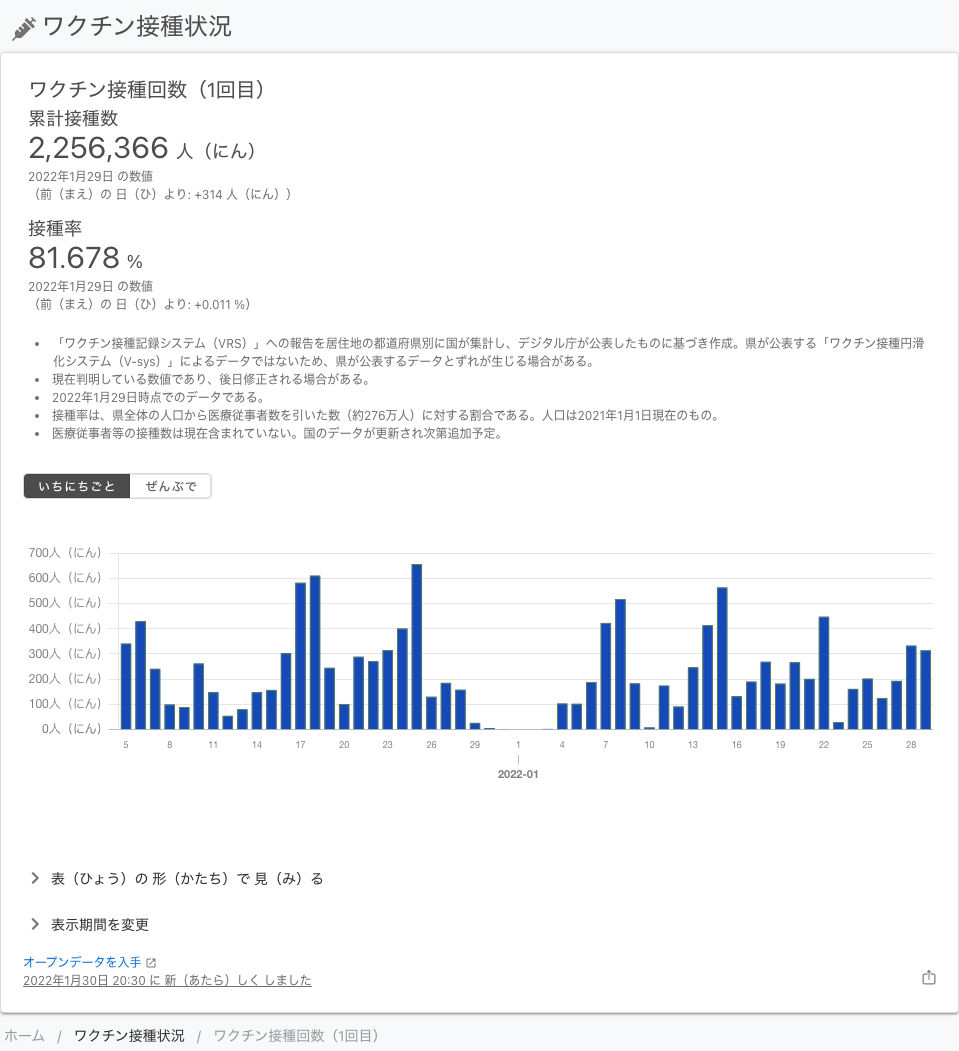 ワクチン接種状況
ワクチン接種回数（1回目）
累計接種数
2,256,366 人（にん）
2022年1月29日 の数値
（前（まえ）の 日（ひ）より: +314 人（にん））
接種率
81.678 %
2022年1月29日 の数値
（前（まえ）の 日（ひ）より: +0.011 %）
「ワクチン接種記録システム（VRS）」への報告を居住地の都道府県別に国が集計し、デジタル庁が公表したものに基づき作成。県が公表する「ワクチン接種円滑
化システム（V-sys）」によるデータではないため、県が公表するデータとずれが生じる場合がある。
現在判明している数値であり、後日修正される場合がある。
2022年1月29日時点でのデータである。
接種率は、県全体の人口から医療従事者数を引いた数（約276万人）に対する割合である。人口は2021年1月1日現在のもの。
医療従事者等の接種数は現在含まれていない。国のデータが更新され次第追加予定。
いちにちごと ぜんぶで
700人（にん）
600人（にん）
500人（にん）
400人（にん）
300人（にん）
200人（にん）
100人（にん）
0人（にん）
5 8 11 14 17 20 23 26 29 1 4 7 10 13 16 19 22 25 28
2022-01
表（ひょう）の 形（かたち）で 見（み）る
表示期間を変更
オープンデータを入手
2022年1月30日 20:30 に 新（あたら）しく しました
ホーム / ワクチン接種状況 / ワクチン接種回数（1回目）